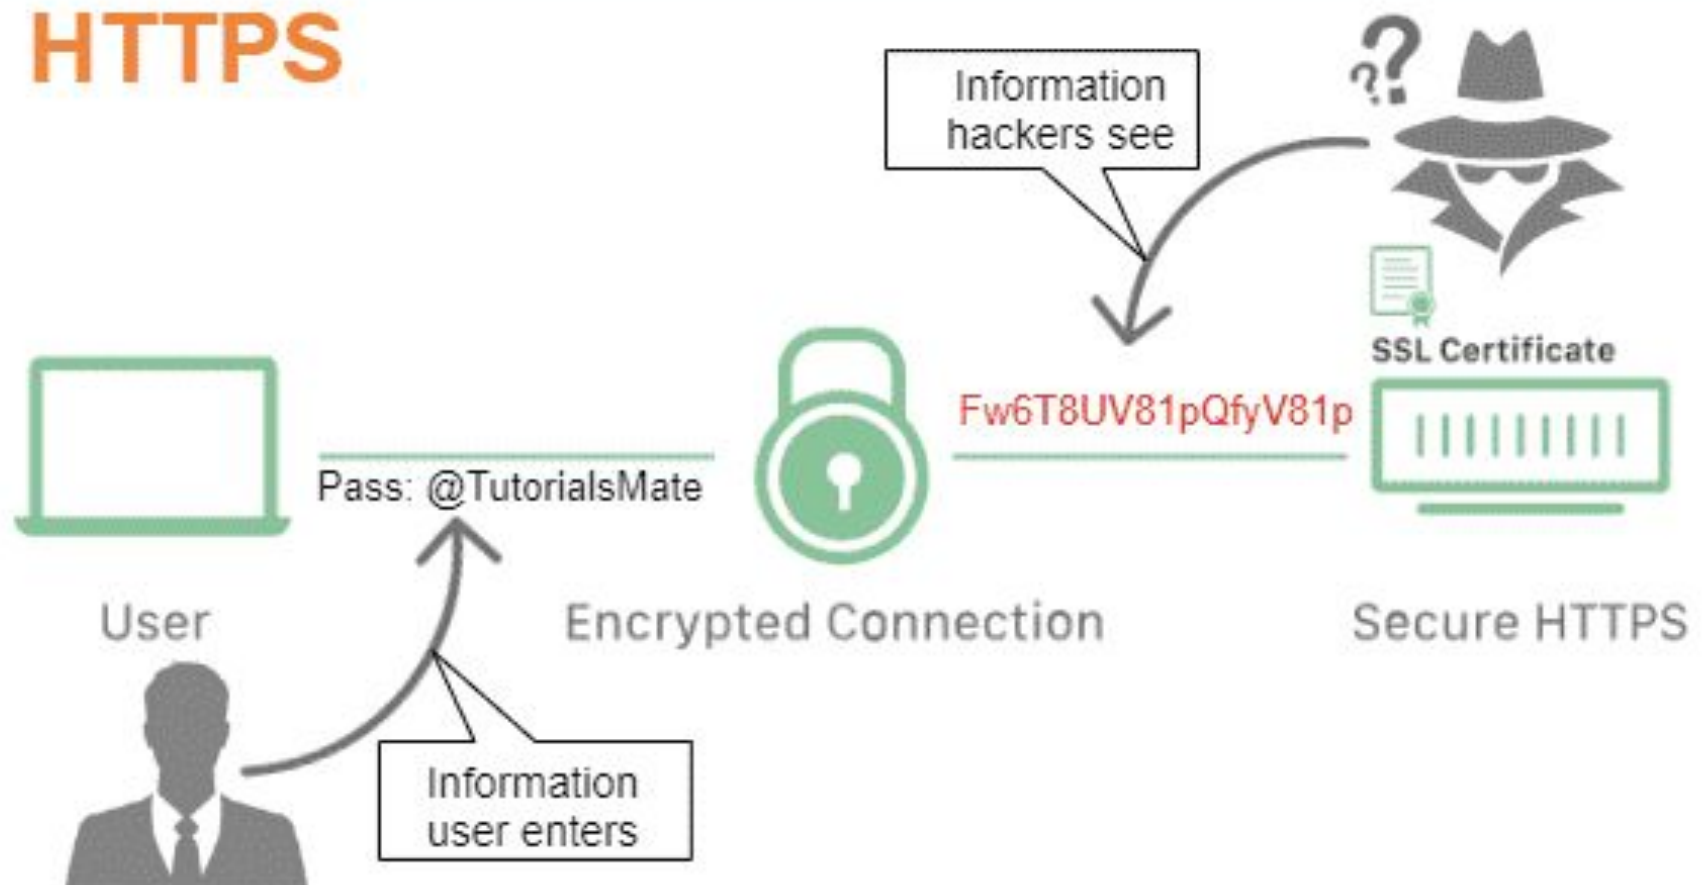 HTTPS
Information
hackers see
??
SSL Certificate
Fw6T8UV81pQfyV81p
Pass: @TutorialsMate
User
Encrypted Connection
Secure HTTPS
Information
user enters